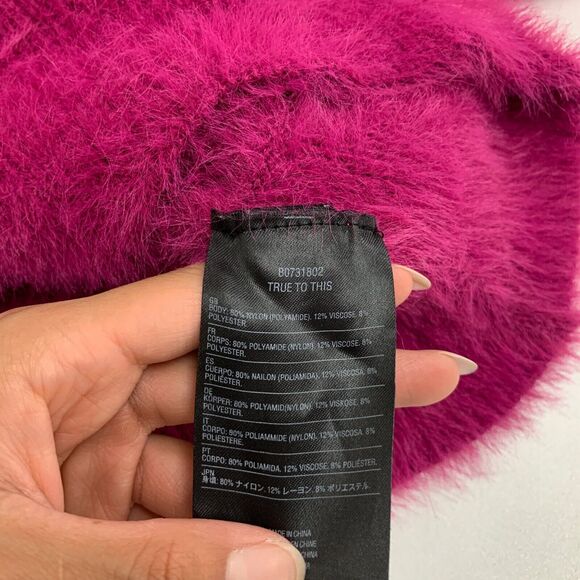 B0731802
TRUE TO THIS
GB
BODY: 80% NYLON (POLYAMIDE), 12% VISCOSE, 8%
POLYESTER.
FR
CORPS: 80% POLYAMIDE (NYLON), 12% VISCOSE, 8%
POLYESTER.
ES
CUERPO: 80% NAILON (POLIAMIDA), 12% VISCOSA, 8%
POLIÉSTER.
DE
KÖRPER: 80% POLYAMID(NYLON), 12% VISKOSE, 8%
POLYESTER.
IT
CORPO: 80% POLIAMMIDE (NYLON), 12% VISCOSA, 8%
POLIESTERE.
PT
CORPO: 80% POLIAMIDA, 12% VISCOSE, 8% POLIÉSTER.
JPN
身頃: 80% ナイロン, 12% レーヨン, 8% ポリエステル
MADE IN CHINA
EN CHINE
CHINA